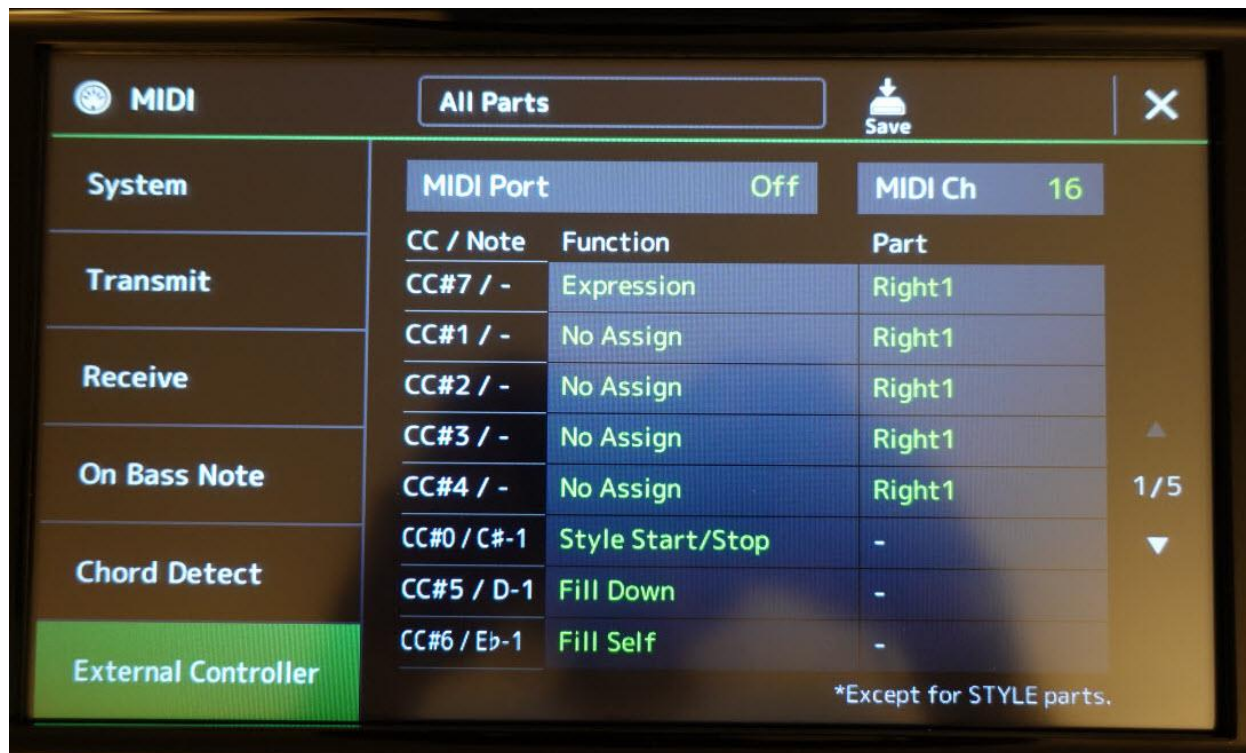 MIDI All Parts Save
System
Transmit
Receive
On Bass Note
Chord Detect
External Controller
MIDI Port Off MIDI Ch 16
CC / Note Function Part
CC#7 / - Expression Right1
CC#1 / - No Assign Right1
CC#2 / - No Assign Right1
CC#3 / - No Assign Right1
CC#4 / - No Assign Right1
CC#0 / C#-1 Style Start/Stop -
CC#5 / D-1 Fill Down -
CC#6 / E♭-1 Fill Self -
1/5
*Except for STYLE parts.